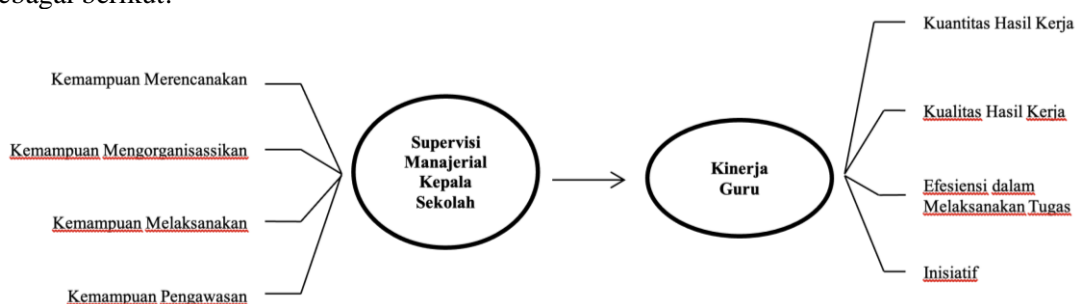 sebagai berikut:
Kemampuan Merencanakan
Kemampuan Mengorganisassikan
Kemampuan Melaksanakan
Kemampuan Pengawasan
Supervisi
Manajerial
Kepala
Sekolah
Kinerja
Guru
Kuantitas Hasil Kerja
Kualitas Hasil Kerja
Efesiensi dalam
Melaksanakan Tugas
Inisiatif